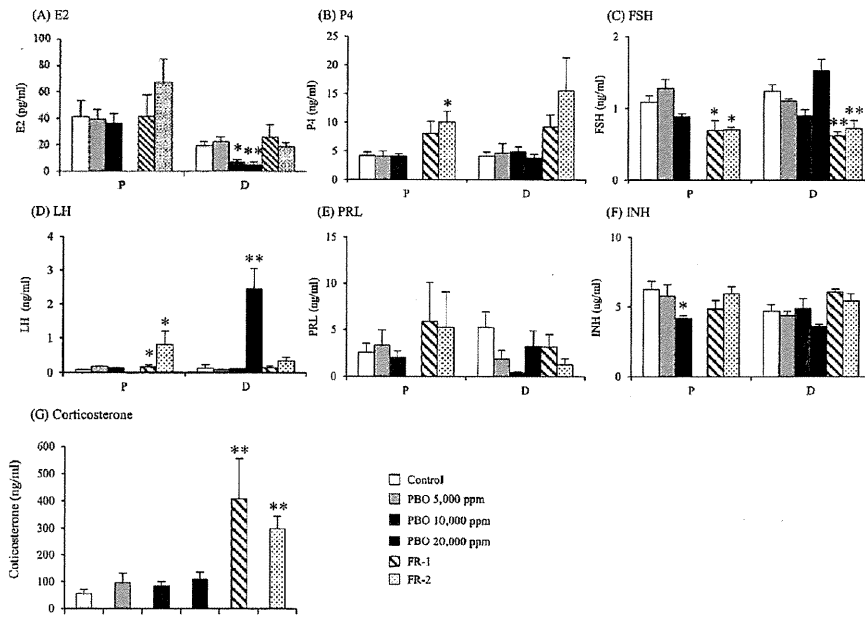 (A) E2
(B) P4
(C) FSH
100
80
60
40
20
0
E2
(pg/ml)
*
**
P
D
25
20
15
10
5
0
P4
(ng/ml)
*
P
D
2
1
0
FSH
(ng/ml)
*
*
**
**
P
D
(D) LH
(E) PRL
(F) INH
4
3
2
1
0
LH (ng/ml)
*
*
**
P
D
15
10
5
0
PRL
(ng/ml)
P
D
10
5
0
INH
(ng/ml)
*
P
D
(G) Corticosterone
600
500
400
300
200
100
0
Coticosterone (ng/ml)
**
**
Control
PBO 5,000 ppm
PBO 10,000 ppm
PBO 20,000 ppm
FR-1
FR-2